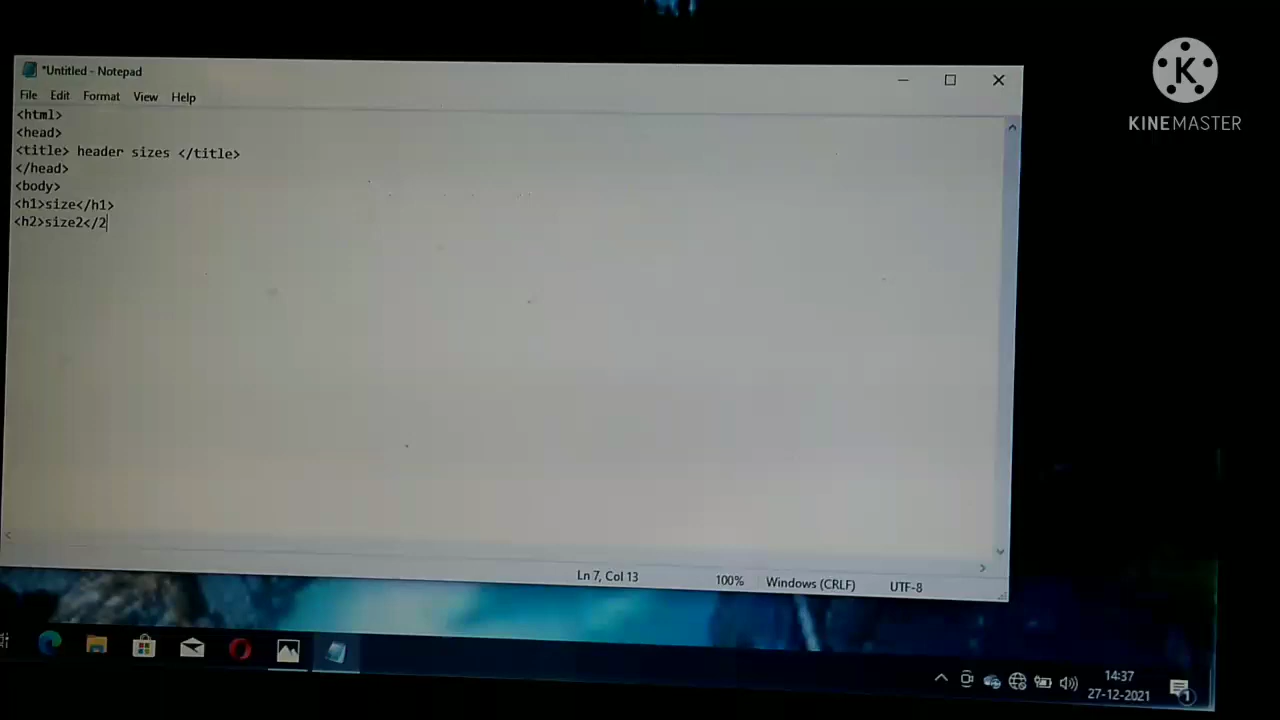 *Untitled - Notepad
File Edit Format View Help
<html>
<head>
<title> header sizes </title>
</head>
<body>
<h1>size</h1>
<h2>size2</2
Ln 7, Col 13 100% Windows (CRLF) UTF-8
14:37
27-12-2021
1
K
KINEMASTER